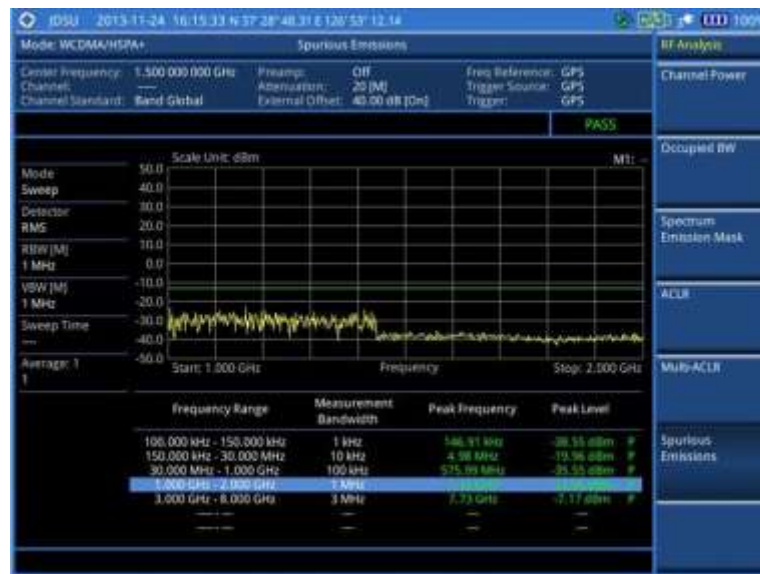 JDSU 2013-11-24 16:15:33 N 37° 28' 48.31 E 126° 53' 12.14 100%
Mode: WCDMA/HSPA+ Spurious Emissions RF Analysis
Center Frequency: 1.500 000 000 GHz Preamp: Off Freq Reference: GPS
Channel: --- Attenuation: 20 [M] Trigger Source: GPS
Channel Standard: Band Global External Offset: 40.00 dB [On] Trigger: GPS
PASS
Channel Power
Occupied BW
Spectrum
Emission Mask
ACLR
Multi-ACLR
Spurious
Emissions
Mode
Sweep
Detector
RMS
RBW [M]
1 MHz
VBW [M]
1 MHz
Sweep Time
---
Average: 1
1
Scale Unit: dBm M1: --
50.0
40.0
30.0
20.0
10.0
0.0
-10.0
-20.0
-30.0
-40.0
-50.0
Start: 1.000 GHz Frequency Stop: 2.000 GHz
Frequency Range Measurement Bandwidth Peak Frequency Peak Level
100.000 kHz - 150.000 kHz 1 kHz 146.91 kHz -38.55 dBm P
150.000 kHz - 30.000 MHz 10 kHz 4.98 MHz -19.96 dBm P
30.000 MHz - 1.000 GHz 100 kHz 575.99 MHz -35.55 dBm P
1.000 GHz - 2.000 GHz 1 MHz
3.000 GHz - 8.000 GHz 3 MHz 7.73 GHz -7.17 dBm P